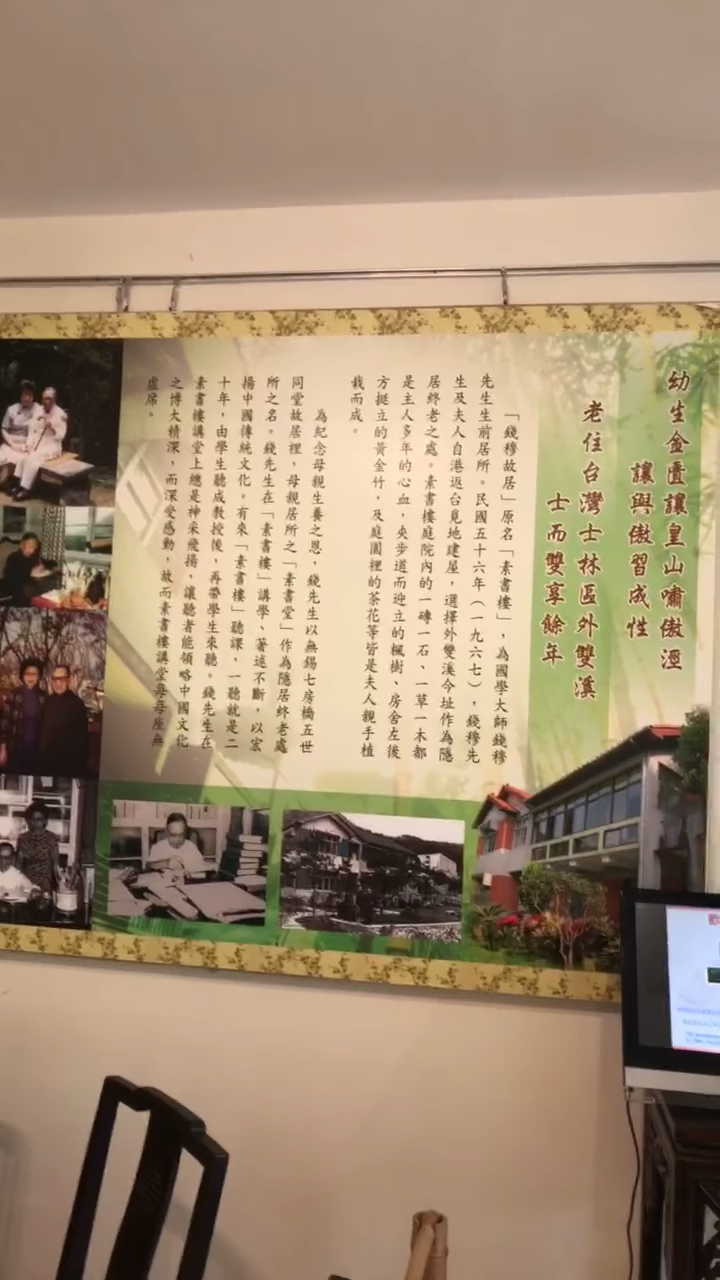 幼生金匱讓皇山嘯傲涇
讓與傲習成性
老住台灣士林區外雙溪
士而雙享餘年
「錢穆故居」原名「素書樓」，為國學大師錢穆
先生生前居所。民國五十六年（一九六七），錢穆先
生及夫人自港返台覓地建屋，選擇外雙溪今址作為隱
居終老之處。素書樓庭院內的一磚一石、一草一木都
是主人多年的心血，夾步道而迎立的楓樹、房舍左後
方挺立的黃金竹，及庭園裡的茶花等皆是夫人親手植
栽而成。
為紀念母親生養之恩，錢先生以無錫七房橋五世
同堂故居裡，母親居所之「素書堂」作為隱居終老處
所之名。錢先生在「素書樓」講學、著述不斷，以宏
揚中國傳統文化。有來「素書樓」聽課，一聽就是二
十年，由學生聽成教授後，再帶學生來聽。錢先生在
素書樓講堂上總是神采飛揚，讓聽者能領略中國文化
之博大精深，而深受感動，故而素書樓講堂每每座無
虛席。